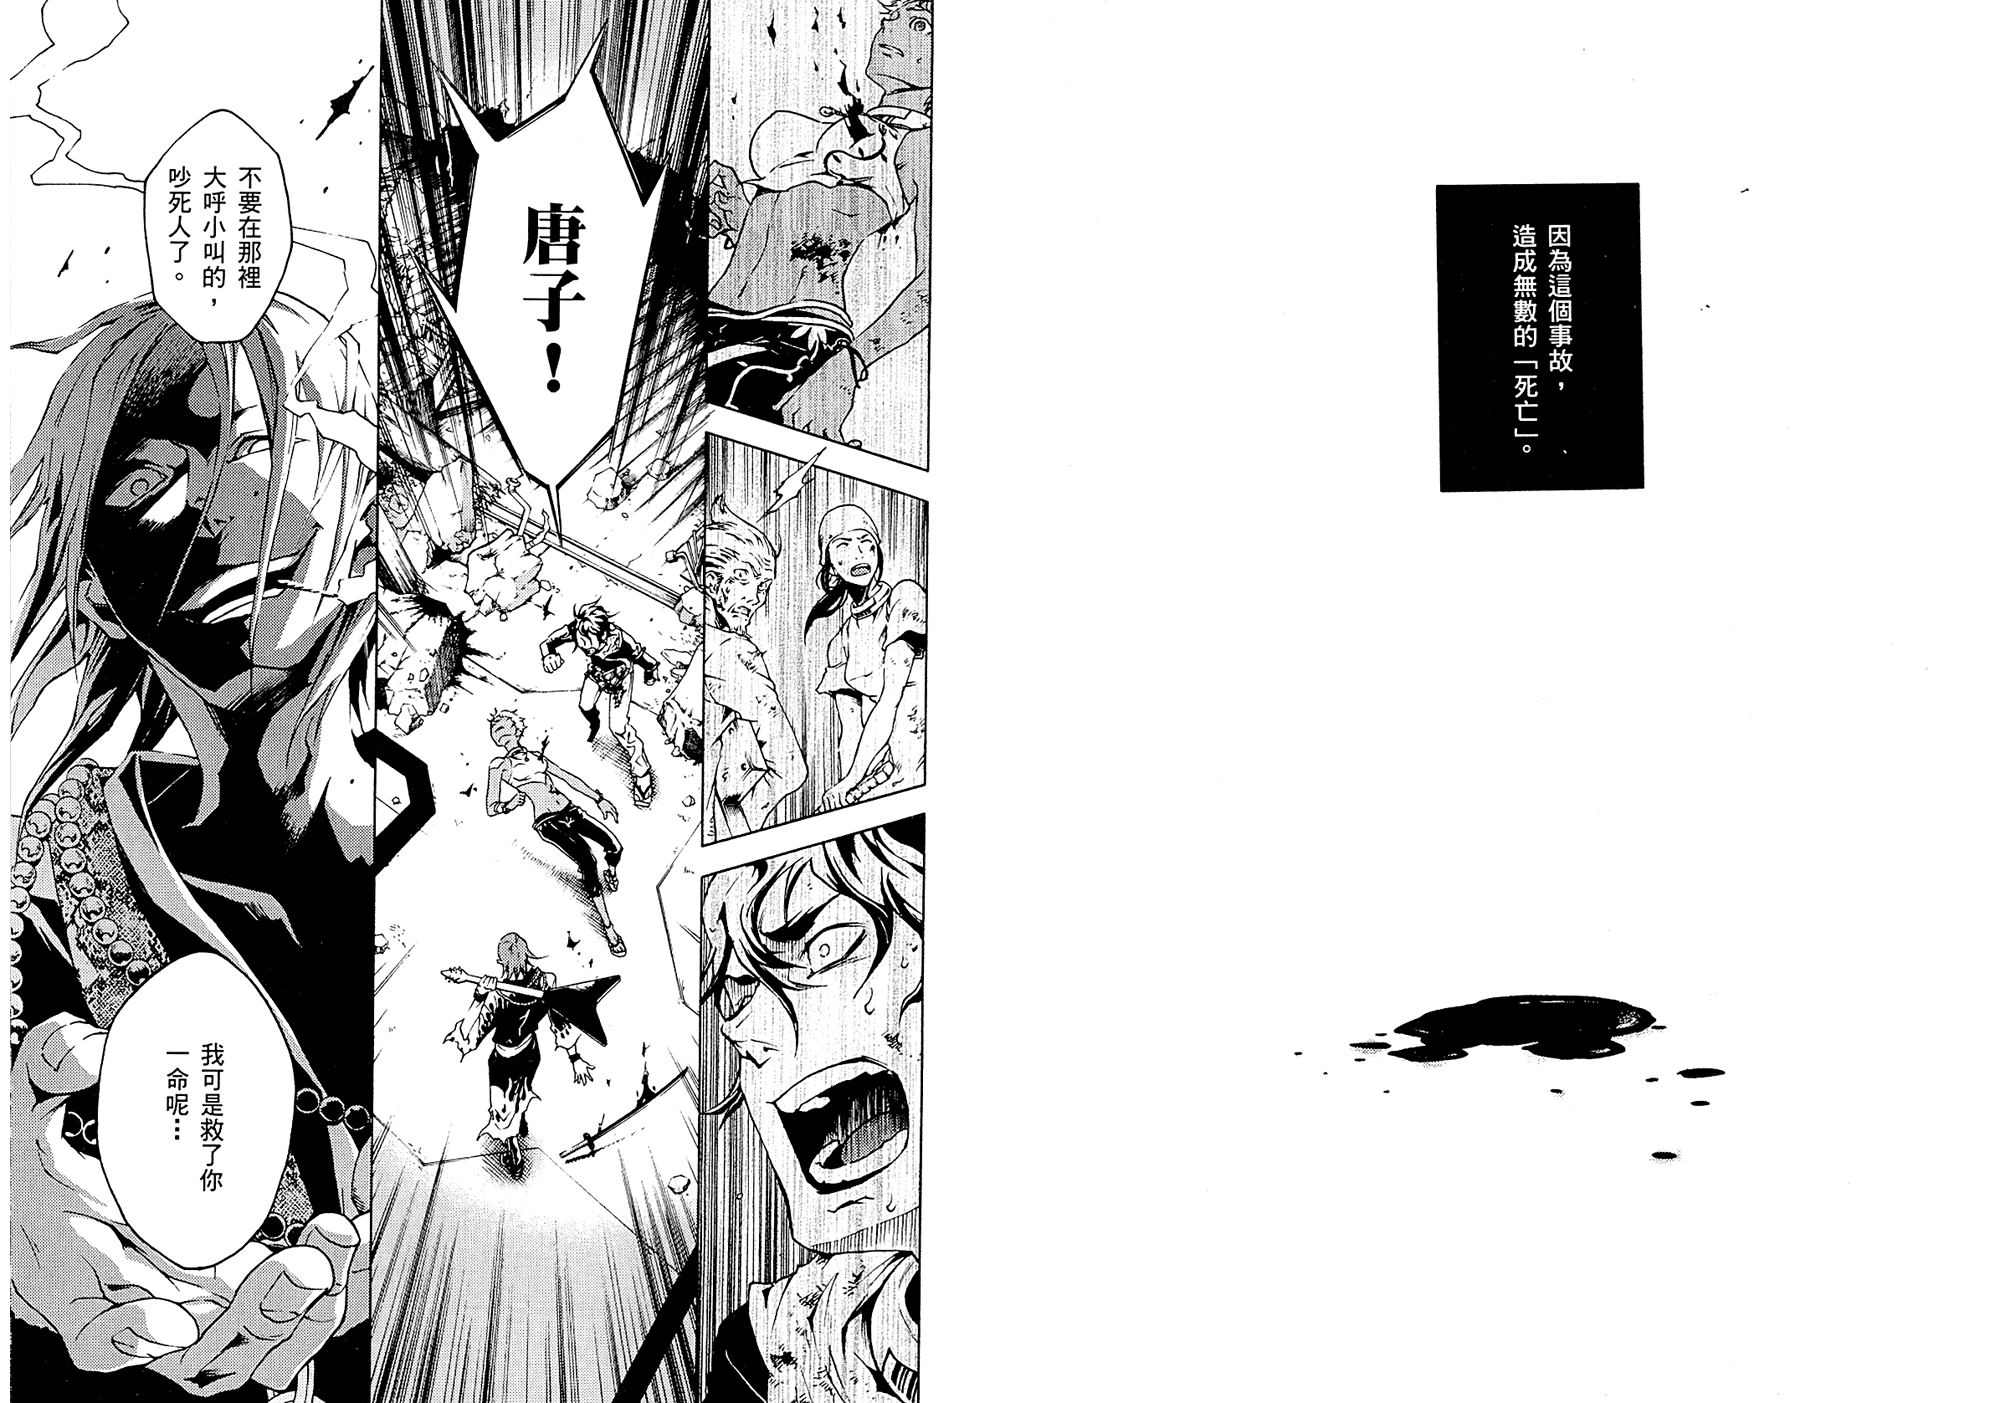 因為這個事故，
造成無數的「死亡」。
唐子！
不要在那裡
大呼小叫的，
吵死人了。
我可是救了你
一命呢…